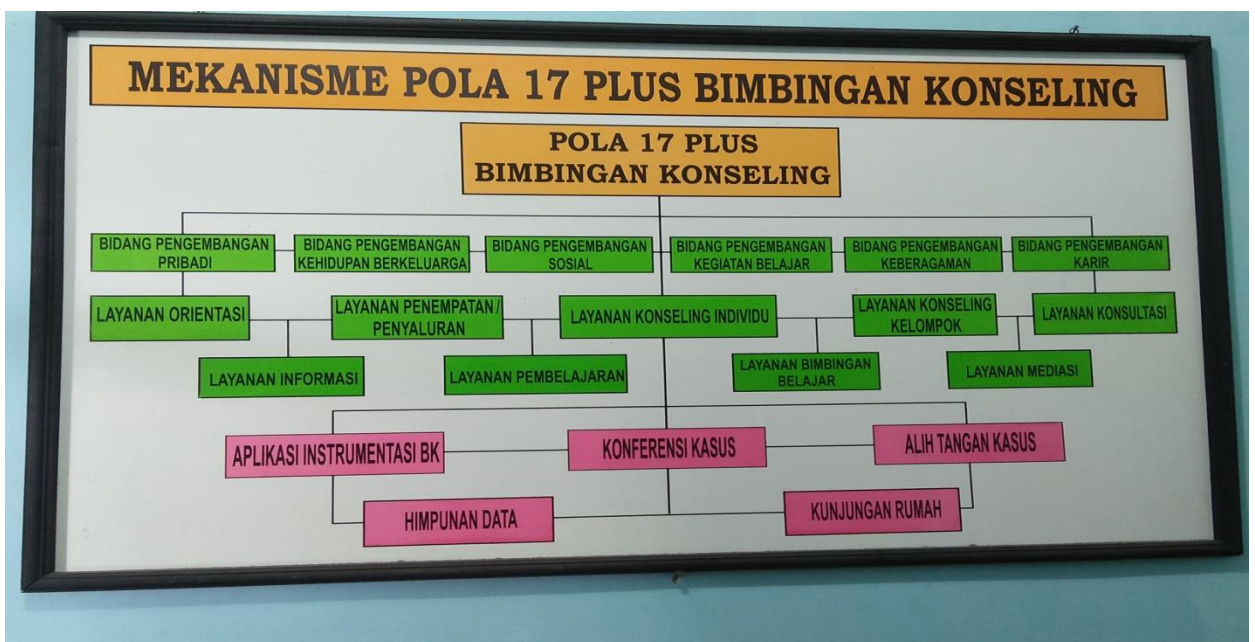 MEKANISME POLA 17 PLUS BIMBINGAN KONSELING
POLA 17 PLUS
BIMBINGAN KONSELING
BIDANG PENGEMBANGAN
PRIBADI
BIDANG PENGEMBANGAN
KEHIDUPAN BERKELUARGA
BIDANG PENGEMBANGAN
SOSIAL
BIDANG PENGEMBANGAN
KEGIATAN BELAJAR
BIDANG PENGEMBANGAN
KEBERAGAMAN
BIDANG PENGEMBANGAN
KARIR
LAYANAN ORIENTASI
LAYANAN PENEMPATAN /
PENYALURAN
LAYANAN KONSELING INDIVIDU
LAYANAN KONSELING
KELOMPOK
LAYANAN KONSULTASI
LAYANAN INFORMASI
LAYANAN PEMBELAJARAN
LAYANAN BIMBINGAN
BELAJAR
LAYANAN MEDIASI
APLIKASI INSTRUMENTASI BK
KONFERENSI KASUS
ALIH TANGAN KASUS
HIMPUNAN DATA
KUNJUNGAN RUMAH